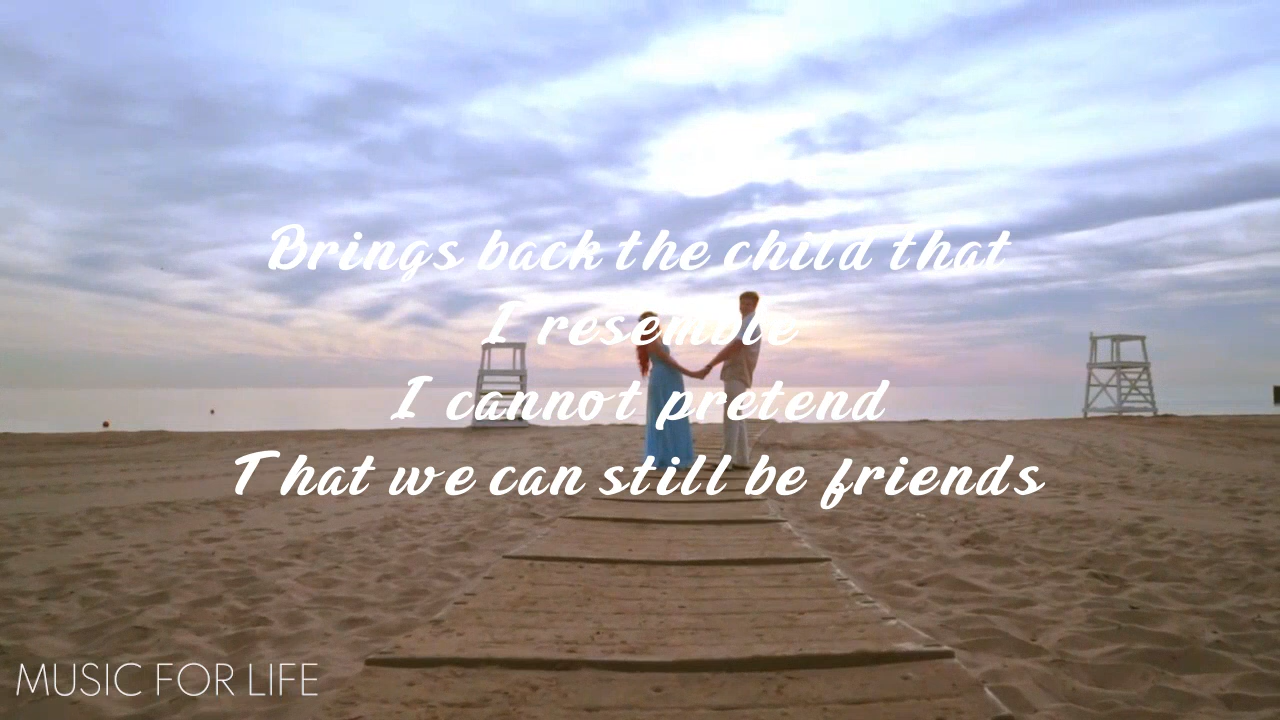 Brings back the child that
I resemble
I cannot pretend
That we can still be friends
MUSIC FOR LIFE